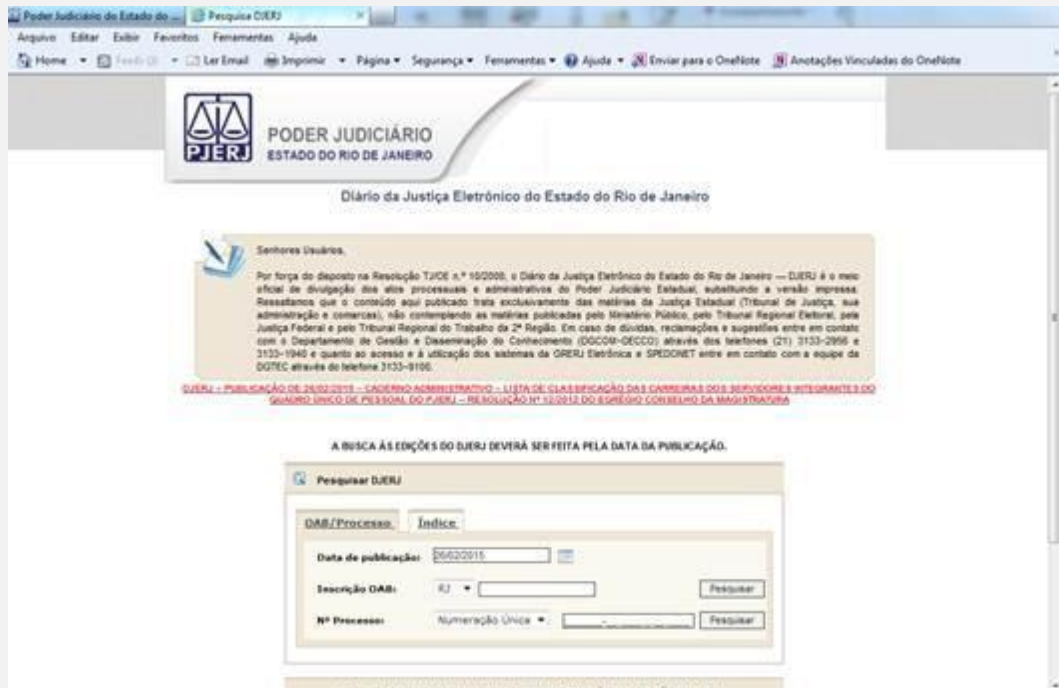 Poder Judiciário do Estado do ...
Pesquisa DJERJ
Arquivo Editar Exibir Favoritos Ferramentas Ajuda
Home Ler Email Imprimir Página Segurança Ferramentas Ajuda Enviar para o OneNote Anotações Vinculadas do OneNote
PJERJ
PODER JUDICIÁRIO
ESTADO DO RIO DE JANEIRO
Diário da Justiça Eletrônico do Estado do Rio de Janeiro
Senhores Usuários,
Por força do disposto na Resolução TJ/OE n.º 10/2008, o Diário da Justiça Eletrônico do Estado do Rio de Janeiro — DJERJ é o meio
oficial de divulgação dos atos processuais e administrativos do Poder Judiciário Estadual, substituindo a versão impressa.
Ressaltamos que o conteúdo aqui publicado trata exclusivamente das matérias da Justiça Estadual (Tribunal de Justiça, sua
administração e comarcas), não contemplando as matérias publicadas pelo Ministério Público, pelo Tribunal Regional Eleitoral, pela
Justiça Federal e pelo Tribunal Regional do Trabalho da 2ª Região. Em caso de dúvidas, reclamações e sugestões entre em contato
com o Departamento de Gestão e Disseminação do Conhecimento (DGCOM-DECCO) através dos telefones (21) 3133-2956 e
3133-1940 e quanto ao acesso e à utilização dos sistemas da GRERJ Eletrônica e SPEDONET entre em contato com a equipe da
DGTEC através do telefone 3133-9100.
DJERJ – PUBLICAÇÃO DE 26/02/2015 – CADERNO ADMINISTRATIVO – LISTA DE CLASSIFICAÇÃO DAS CARREIRAS DOS SERVIDORES INTEGRANTES DO
QUADRO ÚNICO DE PESSOAL DO PJERJ – RESOLUÇÃO Nº 12/2012 DO EGRÉGIO CONSELHO DA MAGISTRATURA
A BUSCA ÀS EDIÇÕES DO DJERJ DEVERÁ SER FEITA PELA DATA DA PUBLICAÇÃO.
Pesquisar DJERJ
OAB/Processo Índice
Data de publicação: 26/02/2015
Inscrição OAB: RJ Pesquisar
Nº Processo: Numeração Única Pesquisar